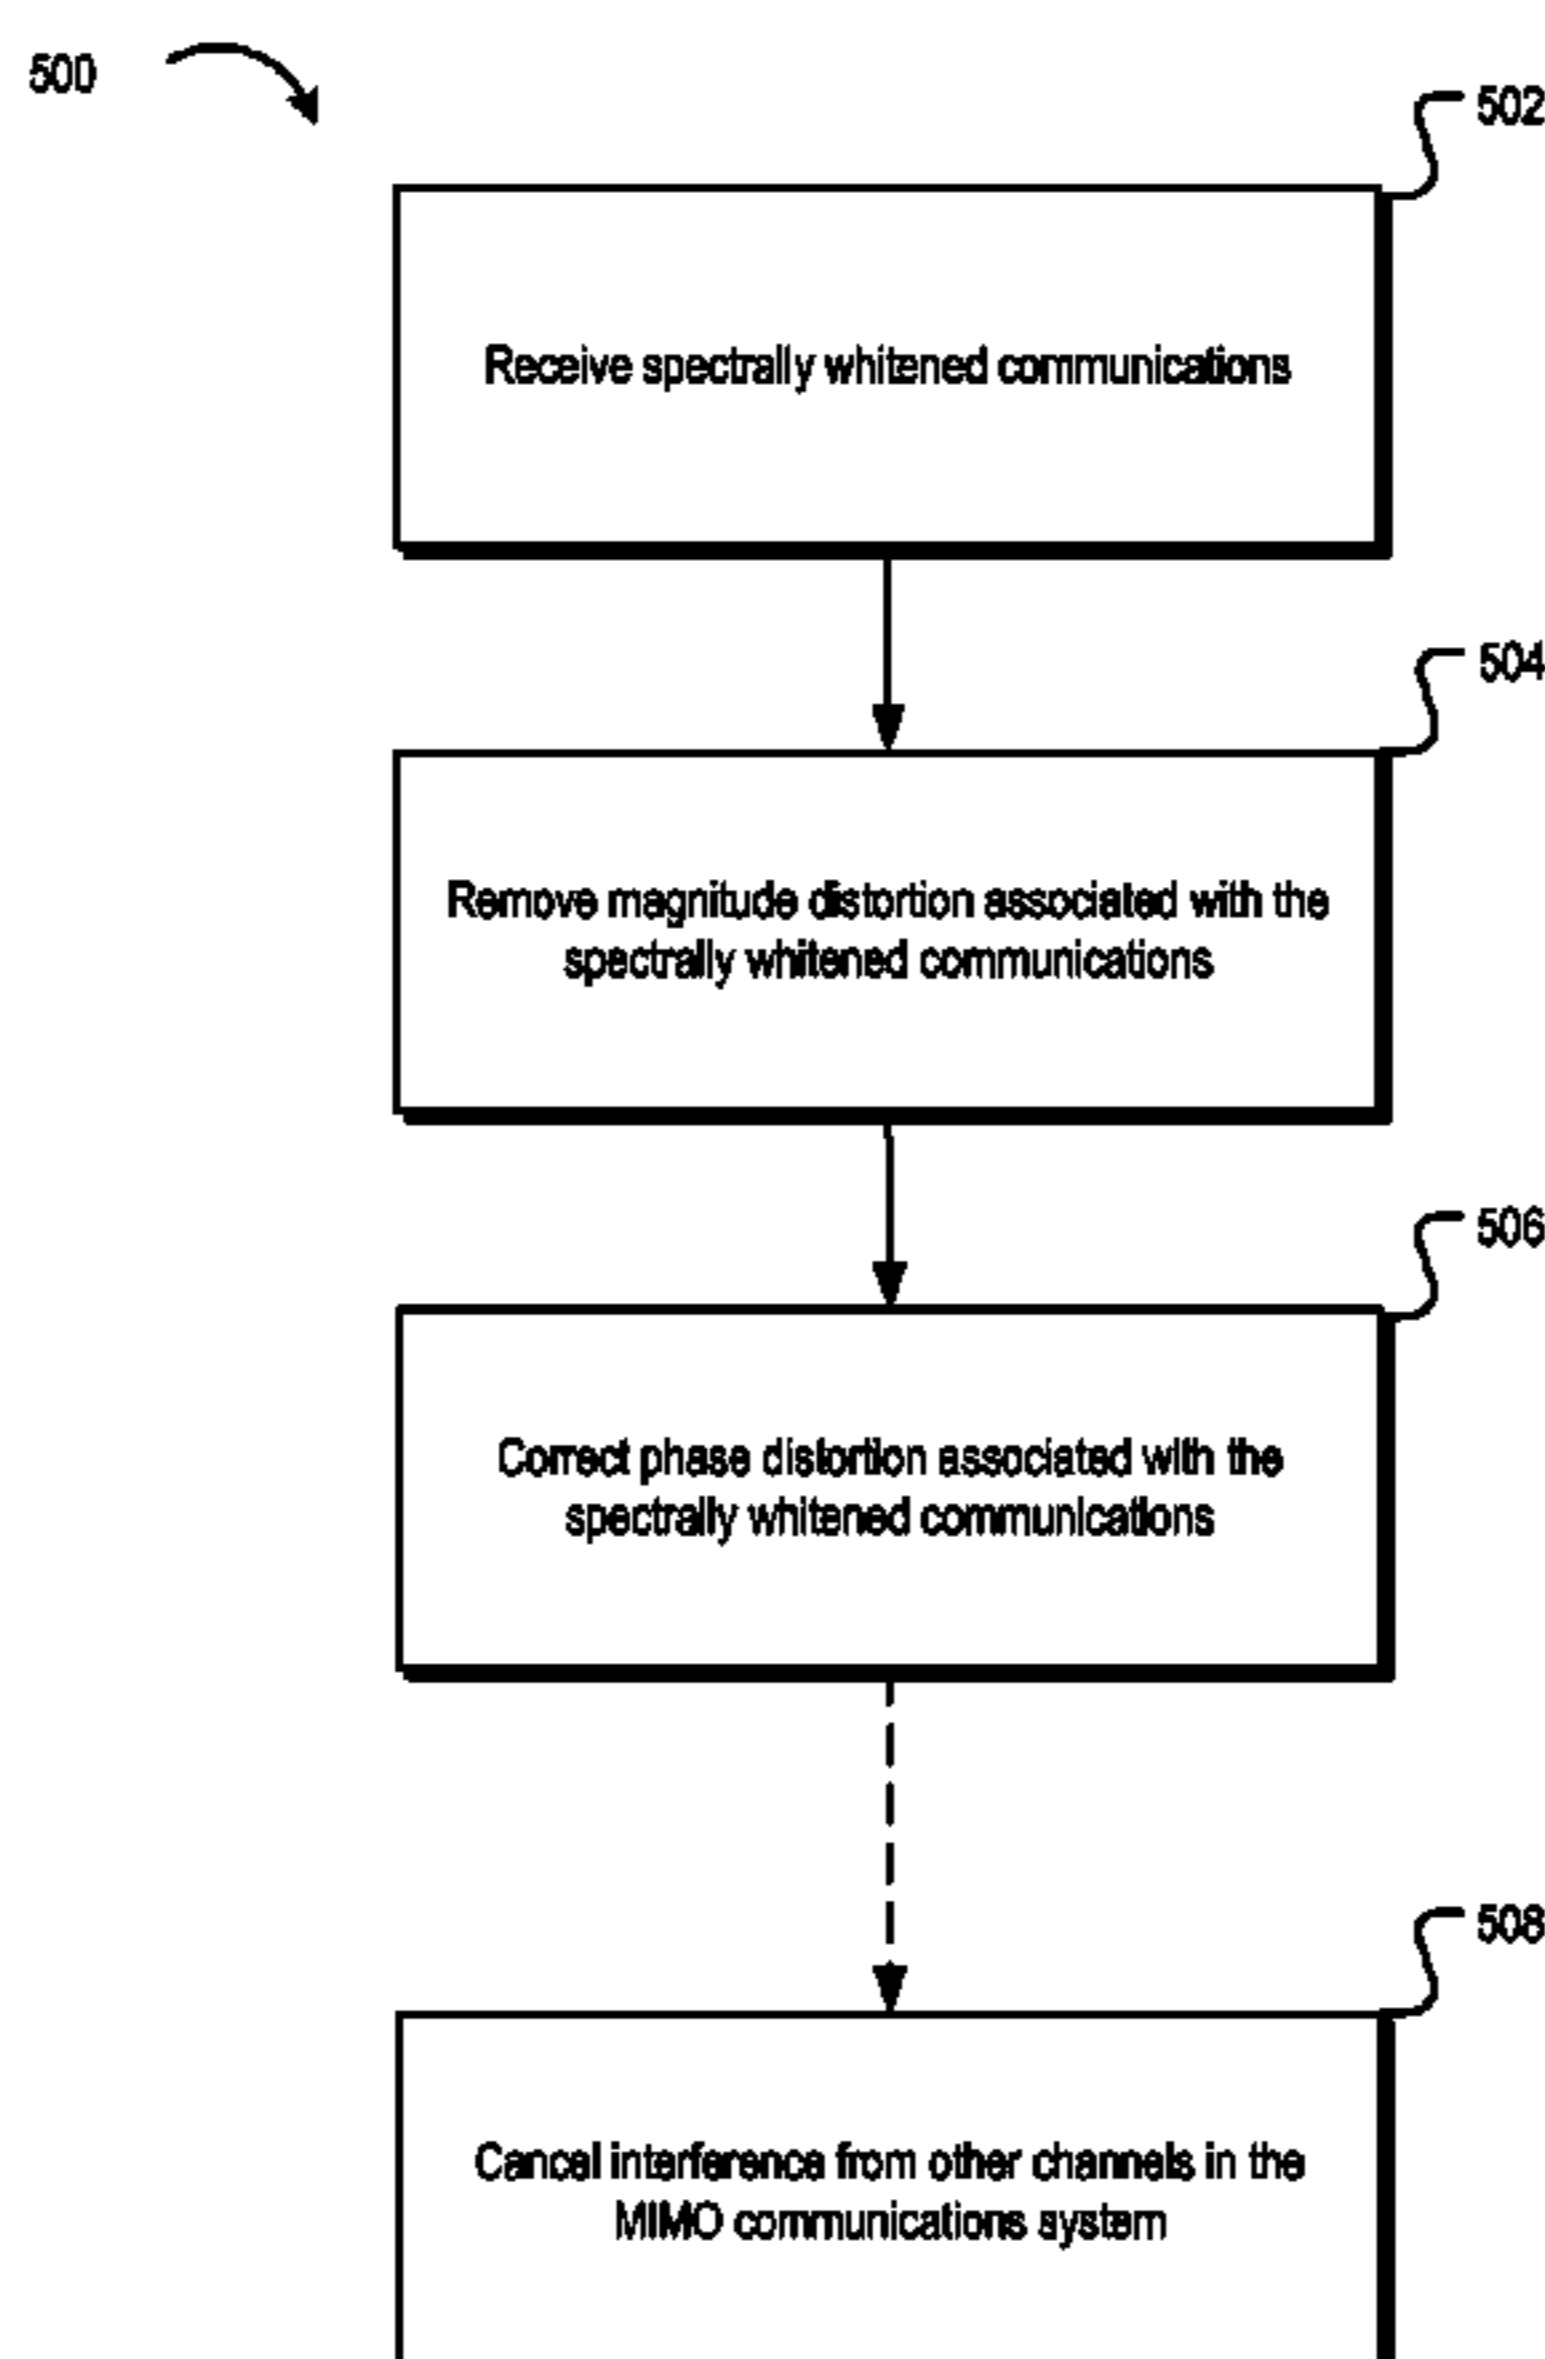 500
502
Receive spectrally whitened communications
504
Remove magnitude distortion associated with the
spectrally whitened communications
506
Correct phase distortion associated with the
spectrally whitened communications
508
Cancel interference from other channels in the
MIMO communications system